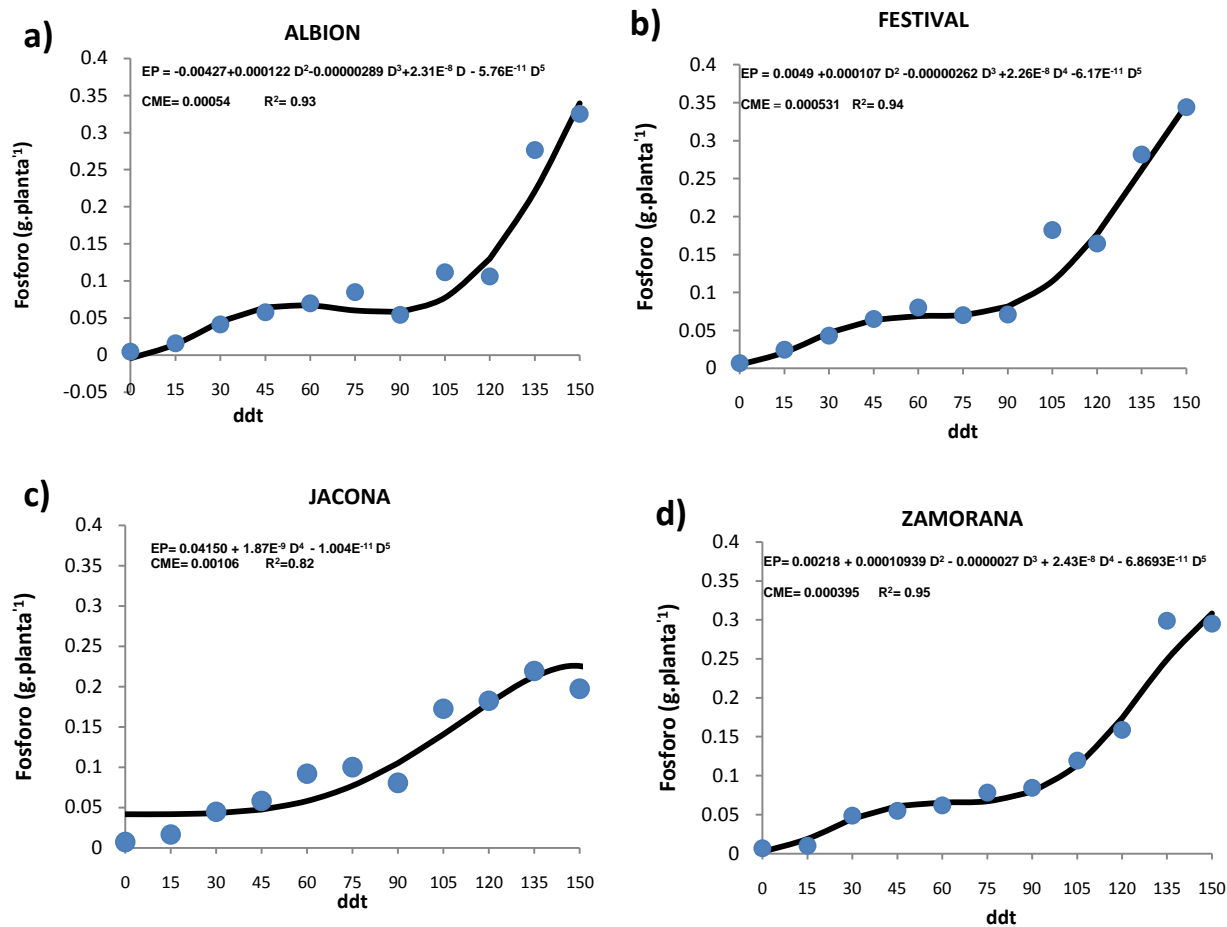 a)
ALBION
EP = -0.00427+0.000122 D²-0.00000289 D³+2.31E⁻⁸ D - 5.76E⁻¹¹ D⁵
CME= 0.00054 R²= 0.93
Fosforo (g.planta'¹)
0.4
0.35
0.3
0.25
0.2
0.15
0.1
0.05
0
-0.05
0 15 30 45 60 75 90 105 120 135 150
ddt
b)
FESTIVAL
EP = 0.0049 +0.000107 D² -0.00000262 D³ +2.26E⁻⁸ D⁴ -6.17E⁻¹¹ D⁵
CME = 0.000531 R²= 0.94
Fosforo (g.planta'¹)
0.4
0.35
0.3
0.25
0.2
0.15
0.1
0.05
0
0 15 30 45 60 75 90 105 120 135 150
ddt
c)
JACONA
EP= 0.04150 + 1.87E⁻⁹ D⁴ - 1.004E⁻¹¹ D⁵
CME= 0.00106 R²=0.82
Fosforo (g.planta'¹)
0.4
0.35
0.3
0.25
0.2
0.15
0.1
0.05
0
0 15 30 45 60 75 90 105 120 135 150
ddt
d)
ZAMORANA
EP= 0.00218 + 0.00010939 D² - 0.0000027 D³ + 2.43E⁻⁸ D⁴ - 6.8693E⁻¹¹ D⁵
CME= 0.000395 R²= 0.95
Fosforo (g.planta'¹)
0.4
0.35
0.3
0.25
0.2
0.15
0.1
0.05
0
0 15 30 45 60 75 90 105 120 135 150
ddt